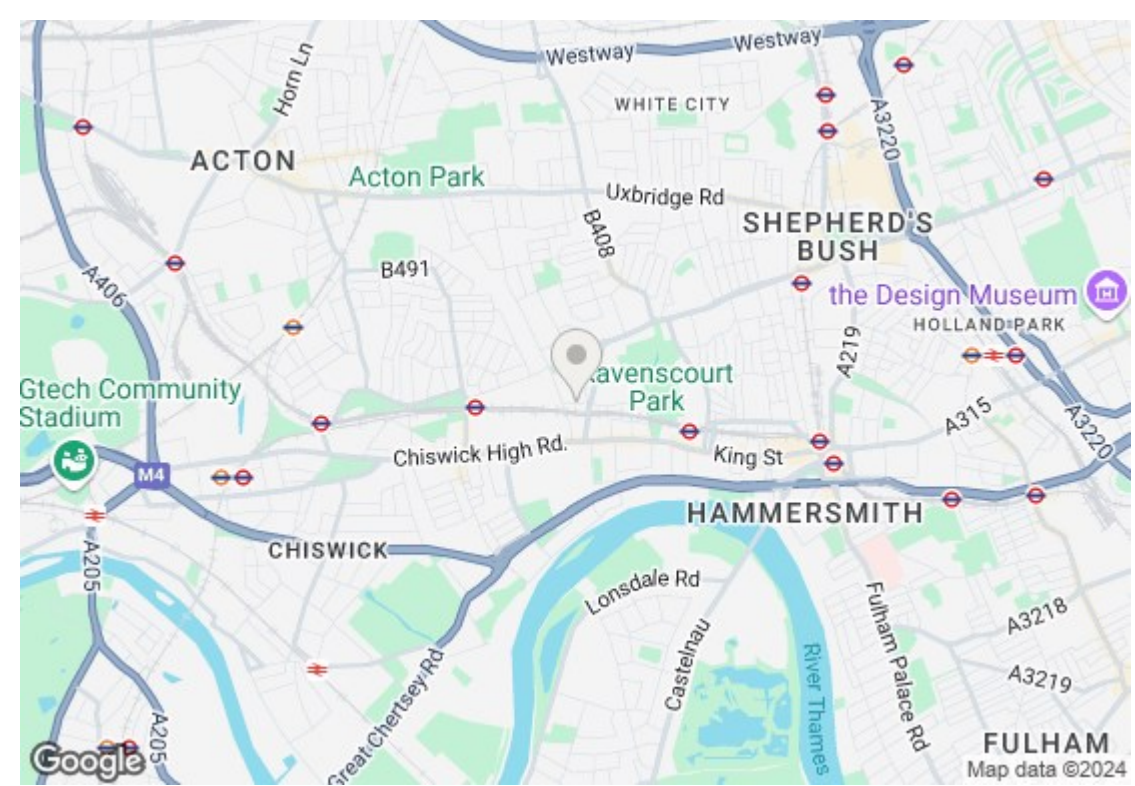 Westway
Westway
Horn Ln
WHITE CITY
A3220
ACTON
Acton Park
Uxbridge Rd
B408
SHEPHERD'S
BUSH
B491
A406
the Design Museum
HOLLAND PARK
A219
Gtech Community
Stadium
Ravenscourt
Park
A315
A3220
Chiswick High Rd.
King St
M4
HAMMERSMITH
CHISWICK
A205
Lonsdale Rd
Fulham Palace Rd
A3218
Castelnau
River Thames
A3219
Great Chertsey Rd
A205
FULHAM
Google
Map data ©2024